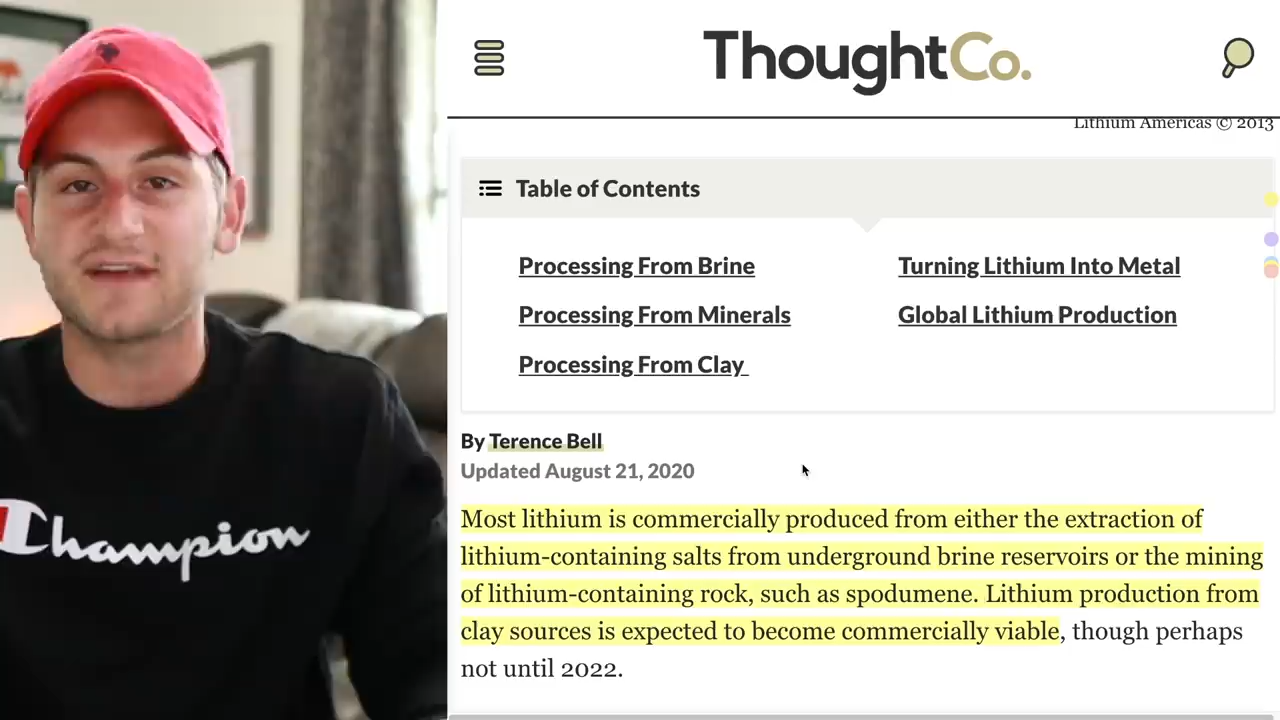 ThoughtCo.
Lithium Americas © 2013
Table of Contents
Processing From Brine
Processing From Minerals
Processing From Clay
Turning Lithium Into Metal
Global Lithium Production
By Terence Bell
Updated August 21, 2020
Most lithium is commercially produced from either the extraction of
lithium-containing salts from underground brine reservoirs or the mining
of lithium-containing rock, such as spodumene. Lithium production from
clay sources is expected to become commercially viable, though perhaps
not until 2022.
Champion